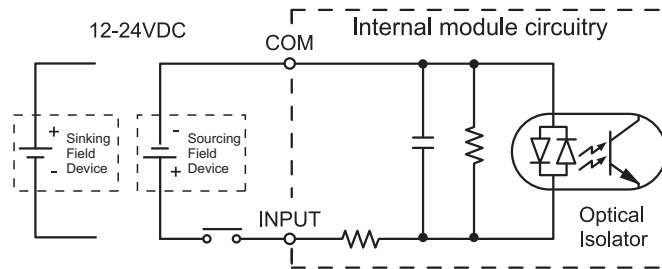 12-24VDC
COM
Internal module circuitry
+
Sinking
Field
Device
-
-
Sourcing
Field
Device
+
INPUT
Optical
Isolator